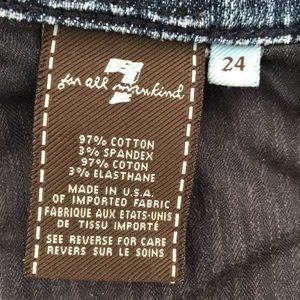 7
for all mankind
24
97% COTTON
3% SPANDEX
97% COTON
3% ELASTHANE
MADE IN U.S.A.
OF IMPORTED FABRIC
FABRIQUE AUX ETATS-UNIS
DE TISSU IMPORTÉ
SEE REVERSE FOR CARE
REVERS SUR LE SOINS